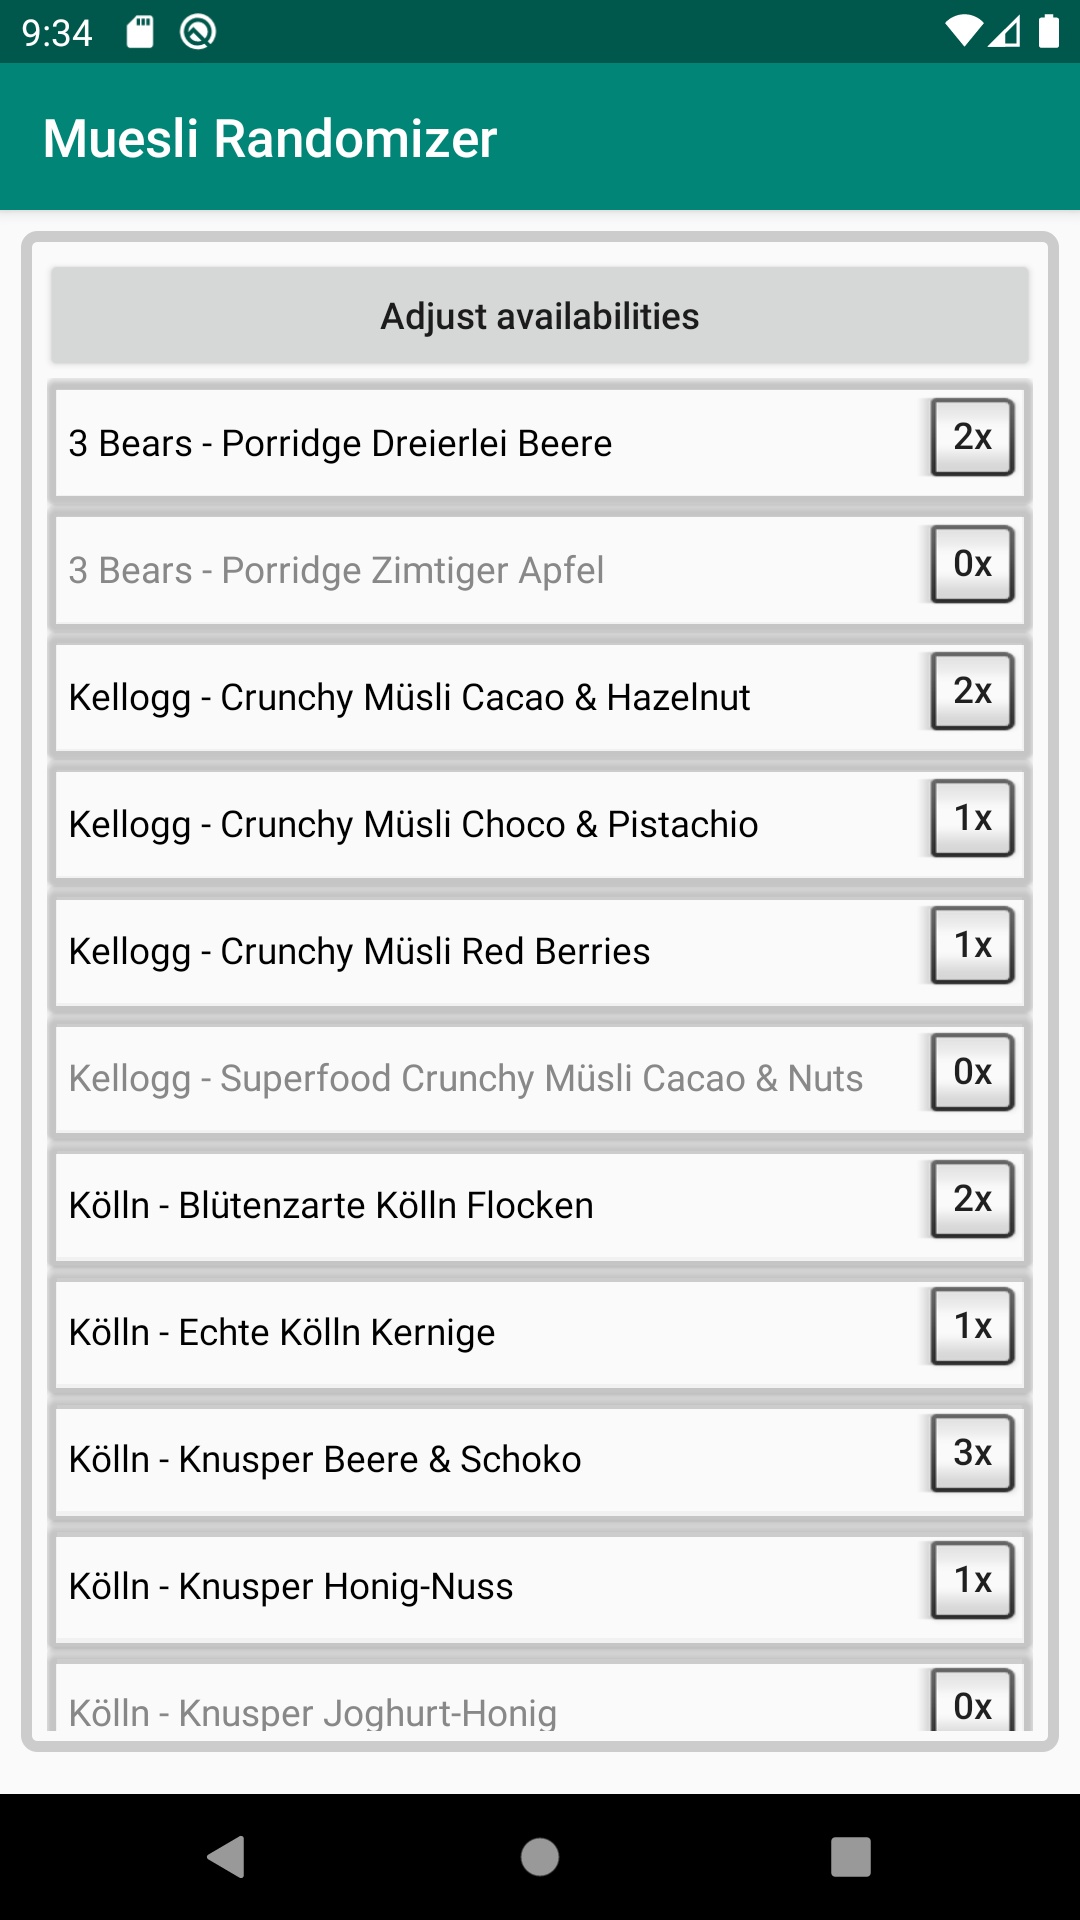 9:34
Muesli Randomizer
Adjust availabilities
3 Bears - Porridge Dreierlei Beere 2x
3 Bears - Porridge Zimtiger Apfel 0x
Kellogg - Crunchy Müsli Cacao & Hazelnut 2x
Kellogg - Crunchy Müsli Choco & Pistachio 1x
Kellogg - Crunchy Müsli Red Berries 1x
Kellogg - Superfood Crunchy Müsli Cacao & Nuts 0x
Kölln - Blütenzarte Kölln Flocken 2x
Kölln - Echte Kölln Kernige 1x
Kölln - Knusper Beere & Schoko 3x
Kölln - Knusper Honig-Nuss 1x
Kölln - Knusper Joghurt-Honig 0x